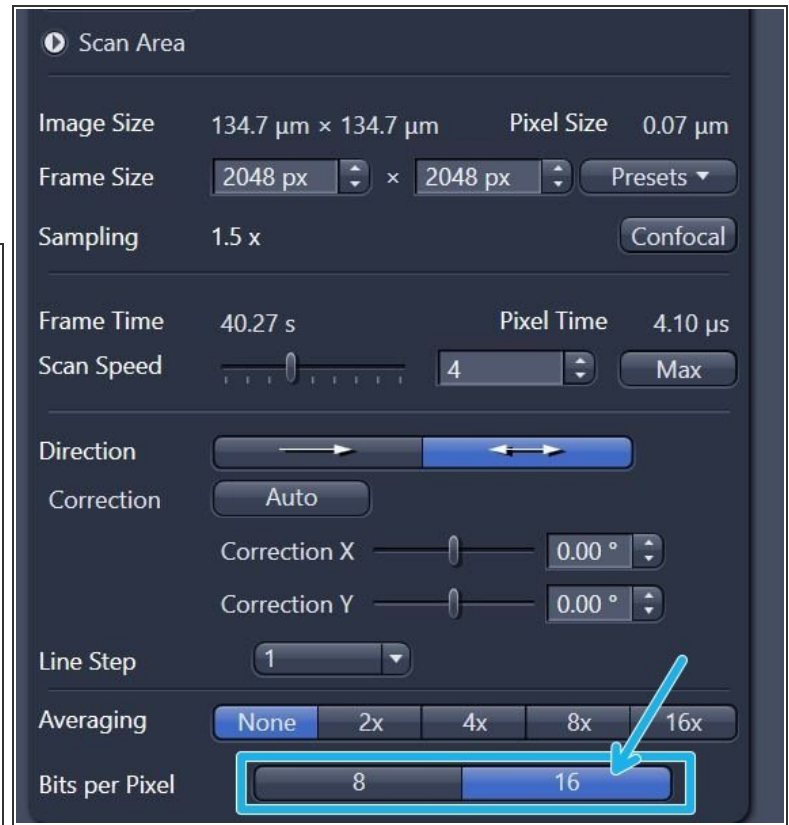 Scan Area
Image Size 134.7 µm × 134.7 µm Pixel Size 0.07 µm
Frame Size 2048 px × 2048 px Presets
Sampling 1.5 x Confocal
Frame Time 40.27 s Pixel Time 4.10 µs
Scan Speed 4 Max
Direction
Correction Auto
Correction X 0.00 °
Correction Y 0.00 °
Line Step 1
Averaging None 2x 4x 8x 16x
Bits per Pixel 8 16